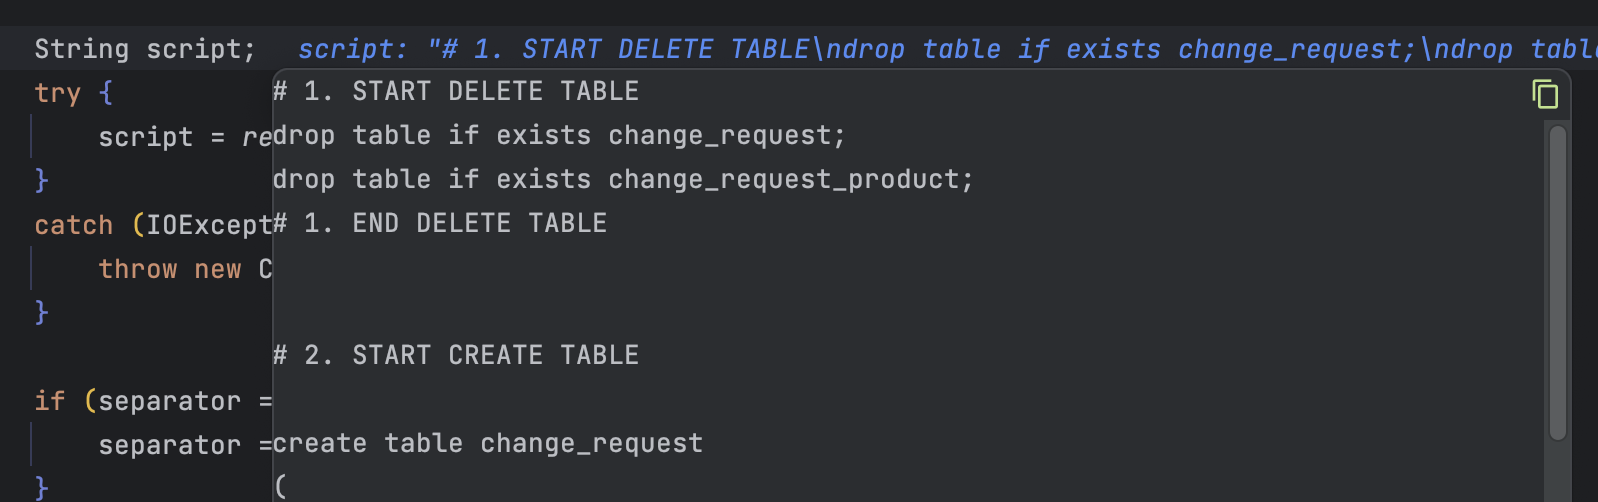 String script;   script: "# 1. START DELETE TABLE\ndrop table if exists change_request;\ndrop
try {
# 1. START DELETE TABLE
script = re
drop table if exists change_request;
}
drop table if exists change_request_product;
catch (IOExcept
# 1. END DELETE TABLE
throw new C
}
# 2. START CREATE TABLE
if (separator =
separator =
create table change_request
}
(